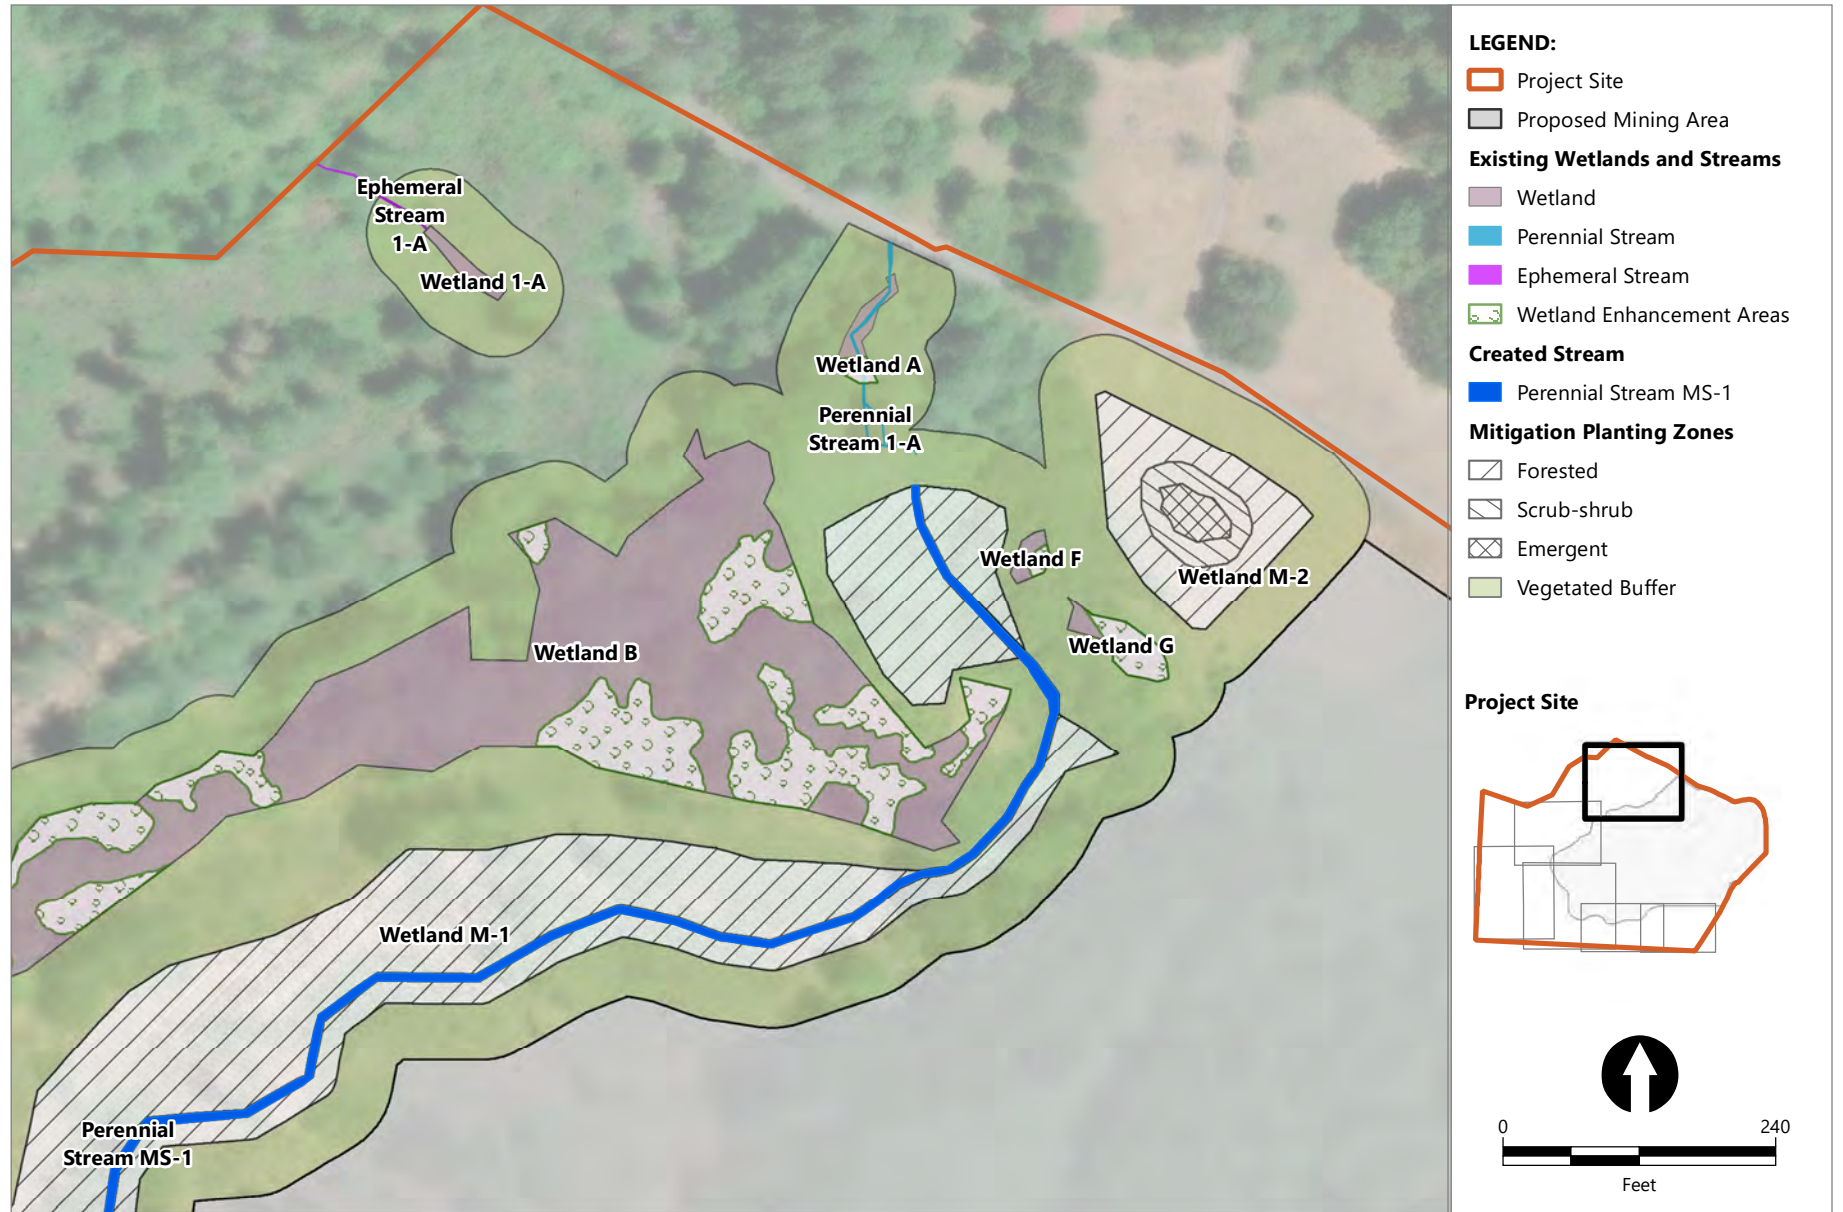 Ephemeral
Stream
1-A
Wetland 1-A
Wetland A
Perennial
Stream 1-A
Wetland F
Wetland M-2
Wetland G
Wetland B
Wetland M-1
Perennial
Stream MS-1
LEGEND:
Project Site
Proposed Mining Area
Existing Wetlands and Streams
Wetland
Perennial Stream
Ephemeral Stream
Wetland Enhancement Areas
Created Stream
Perennial Stream MS-1
Mitigation Planting Zones
Forested
Scrub-shrub
Emergent
Vegetated Buffer
Project Site
0 240
Feet